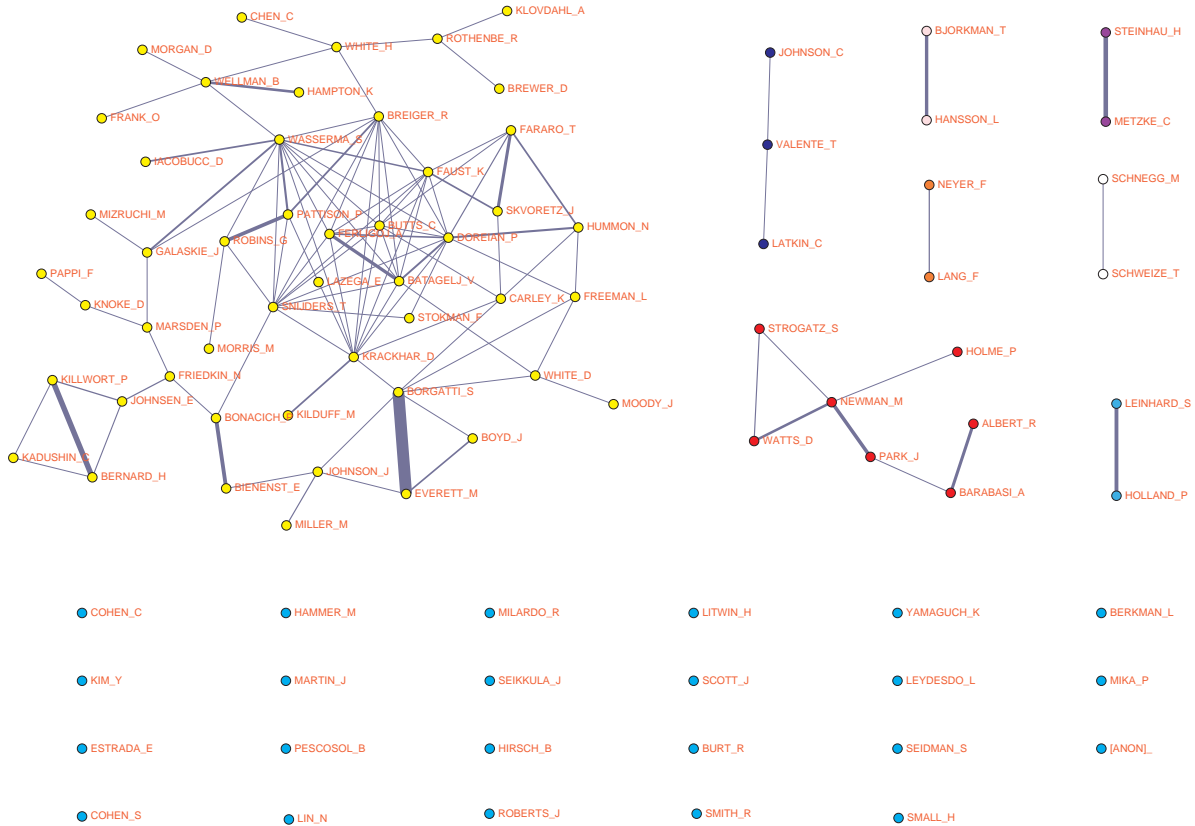 KLOVDAHL_A
CHEN_C
BJORKMAN_T
STEINHAU_H
ROTHENBE_R
WHITE_H
MORGAN_D
JOHNSON_C
WELLMAN_B
BREWER_D
HAMPTON_K
BREIGER_R
FRANK_O
HANSSON_L
METZKE_C
FARARO_T
WASSERMA_S
VALENTE_T
IACOBUCC_D
FAUST_K
SCHNEGG_M
NEYER_F
MIZRUCHI_M
PATTISON_P
SKVORETZ_J
BUTTS_C
HUMMON_N
ROBINS_G
DOREIAN_P
LATKIN_C
GALASKIE_J
PAPPI_F
LAZEGA_E
BATAGELJ_V
LANG_F
SCHWEIZE_T
KNOKE_D
SNIJDERS_T
CARLEY_K
FREEMAN_L
STOKMAN_F
MARSDEN_P
STROGATZ_S
MORRIS_M
KRACKHAR_D
HOLME_P
FRIEDKIN_N
WHITE_D
KILLWORT_P
BORGATTI_S
JOHNSEN_E
NEWMAN_M
MOODY_J
LEINHARD_S
KILDUFF_M
ALBERT_R
BOYD_J
WATTS_D
KADUSHIN_C
PARK_J
BERNARD_H
JOHNSON_J
BIENENST_E
EVERETT_M
BARABASI_A
HOLLAND_P
MILLER_M
COHEN_C
HAMMER_M
MILARDO_R
LITWIN_H
YAMAGUCH_K
BERKMAN_L
KIM_Y
MARTIN_J
SEIKKULA_J
SCOTT_J
LEYDESDO_L
MIKA_P
ESTRADA_E
PESCOSOL_B
HIRSCH_B
BURT_R
SEIDMAN_S
[ANON]_
COHEN_S
LIN_N
ROBERTS_J
SMITH_R
SMALL_H